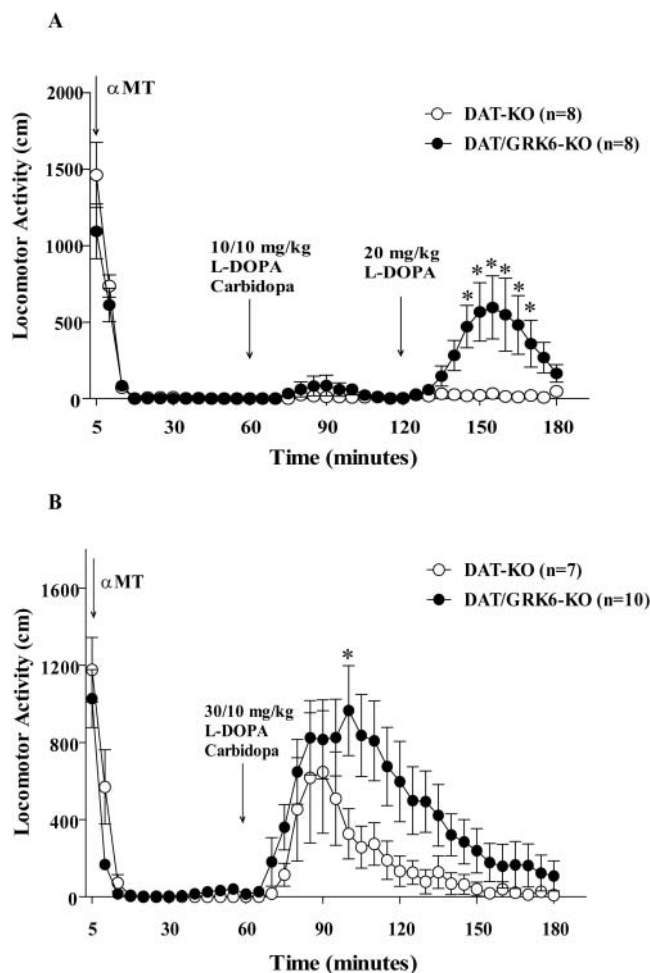 A
αMT
2000
1500
1000
500
0
Locomotor Activity (cm)
DAT-KO (n=8)
DAT/GRK6-KO (n=8)
10/10 mg/kg
L-DOPA
Carbidopa
20 mg/kg
L-DOPA
* * * * * *
5 30 60 90 120 150 180
Time (minutes)
B
αMT
1600
1200
800
400
0
Locomotor Activity (cm)
DAT-KO (n=7)
DAT/GRK6-KO (n=10)
30/10 mg/kg
L-DOPA
Carbidopa
*
5 30 60 90 120 150 180
Time (minutes)